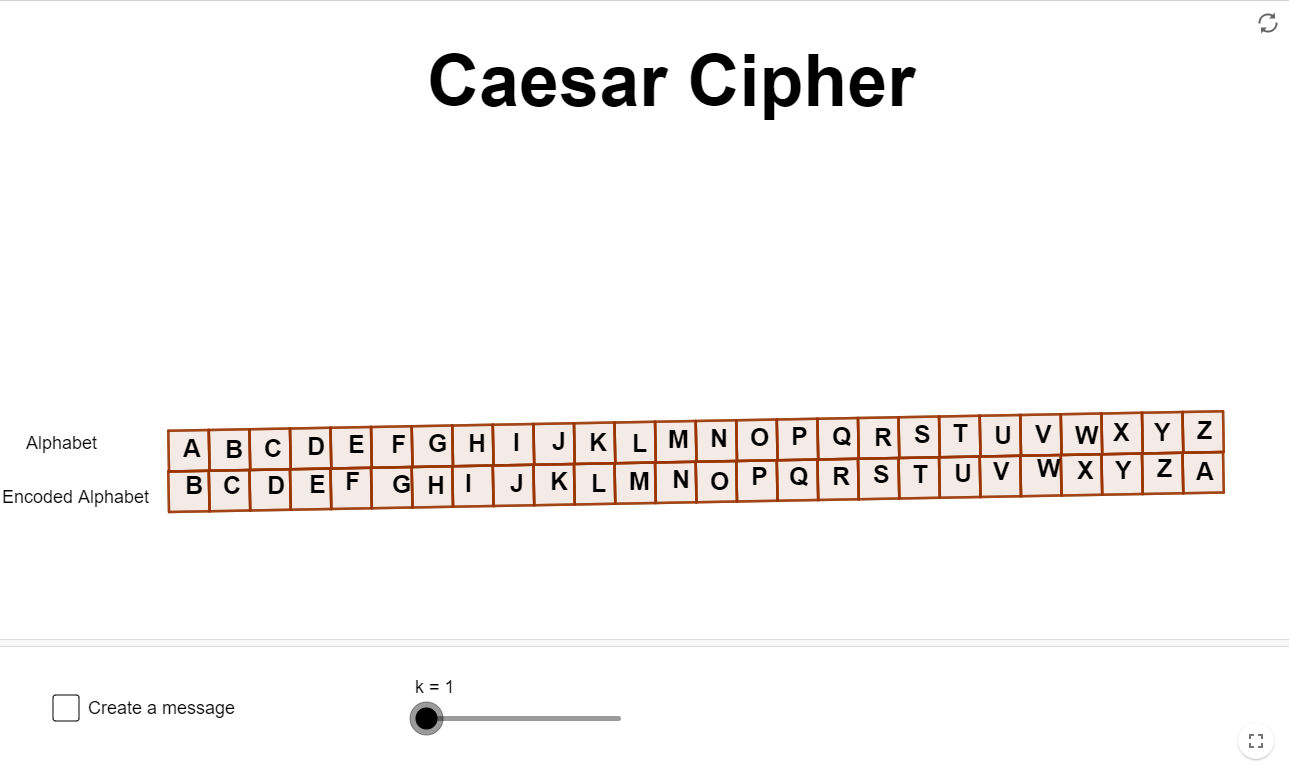 Caesar Cipher
Alphabet A B C D E F G H I J K L M N O P Q R S T U V W X Y Z
Encoded Alphabet B C D E F G H I J K L M N O P Q R S T U V W X Y Z A
Create a message
k = 1